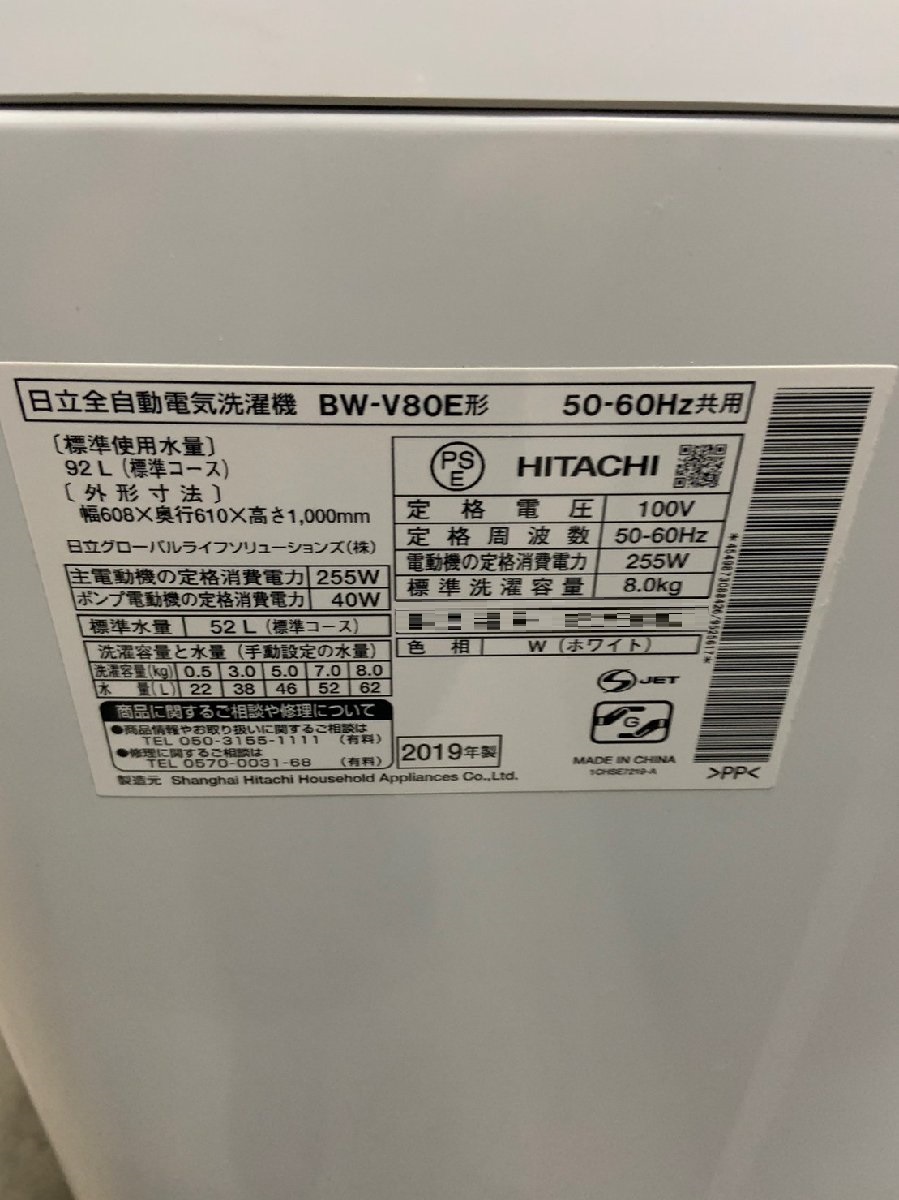 日立全自動電気洗濯機 BW-V80E形 50-60Hz共用
〔標準使用水量〕
92 L (標準コース)
〔外形寸法〕
幅608×奥行610×高さ1,000mm
日立グローバルライフソリューションズ(株)
主電動機の定格消費電力 255W
ポンプ電動機の定格消費電力 40W
標準水量 52 L (標準コース)
洗濯容量と水量 (手動設定の水量)
洗濯容量(kg) 0.5 3.0 5.0 7.0 8.0
水量(L) 22 38 46 52 62
商品に関するご相談や修理について
●商品情報やお取り扱いに関するご相談は
TEL 050-3155-1111 (有料)
●修理に関するご相談は
TEL 0570-0031-68 (有料)
製造元 Shanghai Hitachi Household Appliances Co.,Ltd.
PSE HITACHI
定格電圧 100V
定格周波数 50-60Hz
電動機の定格消費電力 255W
標準洗濯容量 8.0kg
色相 W (ホワイト)
S JET
G
2019年製
MADE IN CHINA
>PP<